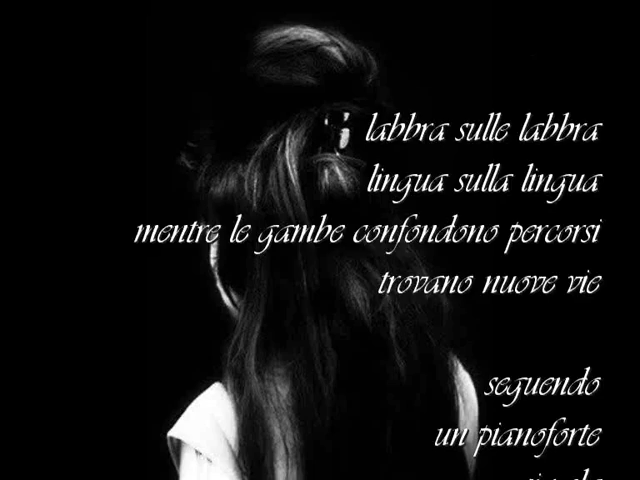 labbra sulle labbra
lingua sulla lingua
mentre le gambe confondono percorsi
trovano nuove vie
seguendo
un pianoforte